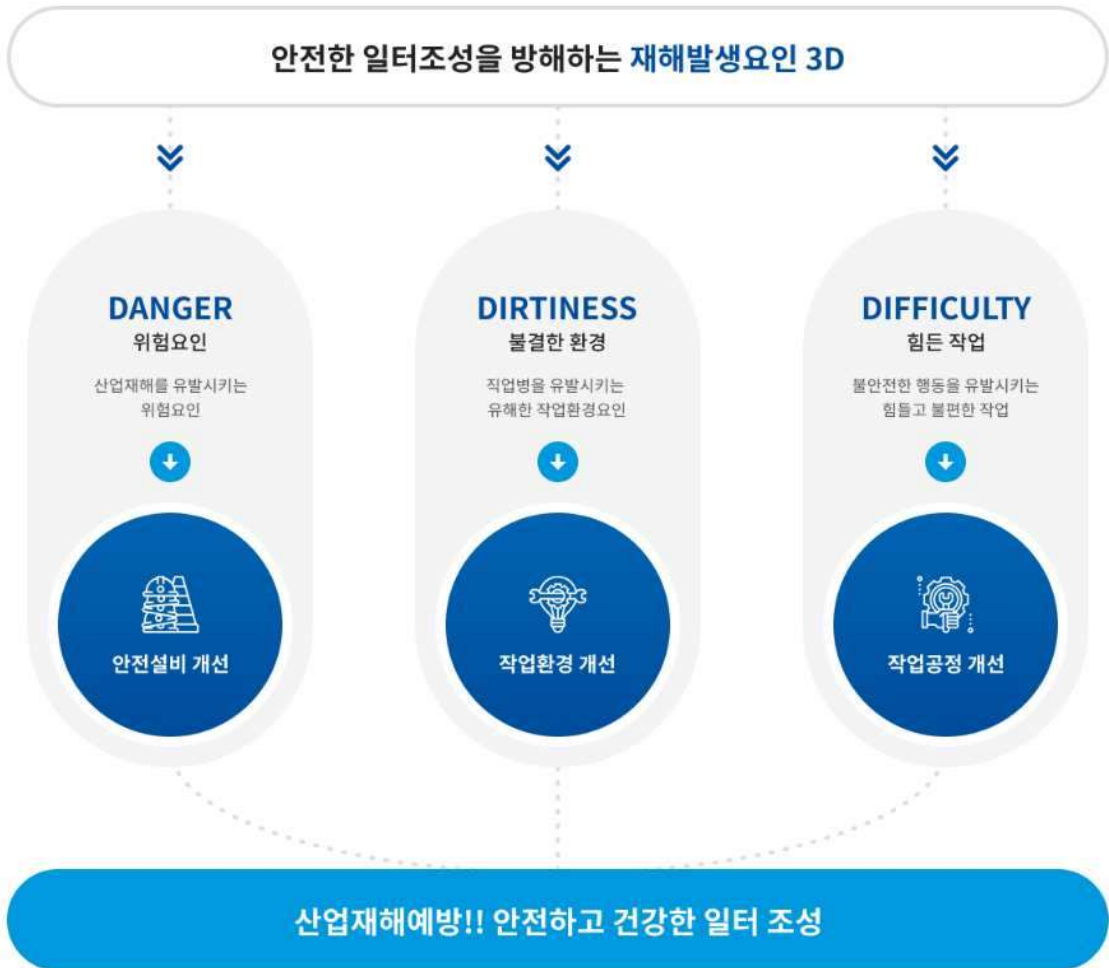 안전한 일터조성을 방해하는 재해발생요인 3D
DANGER
위험요인
산업재해를 유발시키는
위험요인
안전설비 개선
DIRTINESS
불결한 환경
직업병을 유발시키는
유해한 작업환경요인
작업환경 개선
DIFFICULTY
힘든 작업
불안전한 행동을 유발시키는
힘들고 불편한 작업
작업공정 개선
산업재해예방!! 안전하고 건강한 일터 조성